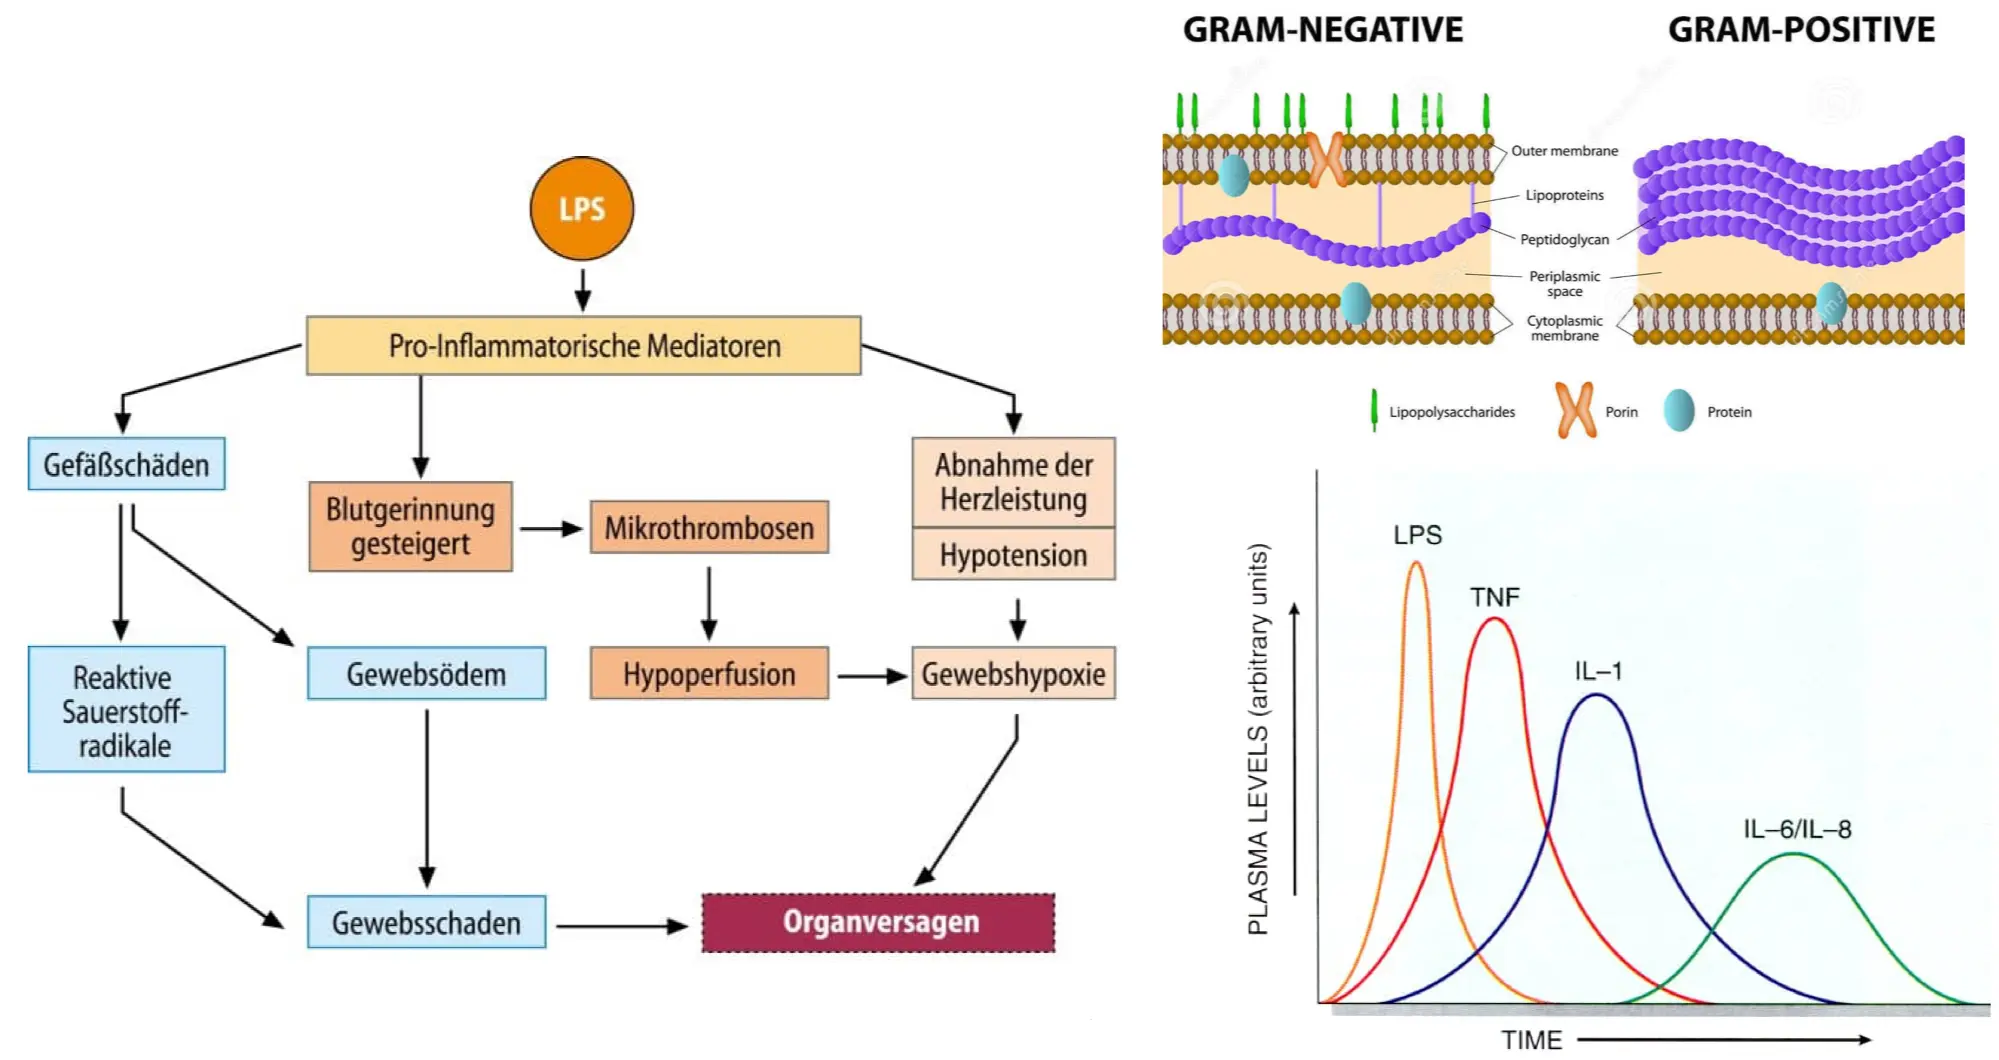 LPS
Pro-Inflammatorische Mediatoren
Gefäßschäden
Blutgerinnung
gesteigert
Mikrothrombosen
Abnahme der
Herzleistung
Hypotension
Reaktive
Sauerstoff-
radikale
Gewebsödem
Hypoperfusion
Gewebshypoxie
Gewebsschaden
Organversagen
GRAM-NEGATIVE
GRAM-POSITIVE
Outer membrane
Lipoproteins
Peptidoglycan
Periplasmic
space
Cytoplasmic
membrane
Lipopolysaccharides
Porin
Protein
PLASMA LEVELS (arbitrary units)
LPS
TNF
IL–1
IL–6/IL–8
TIME